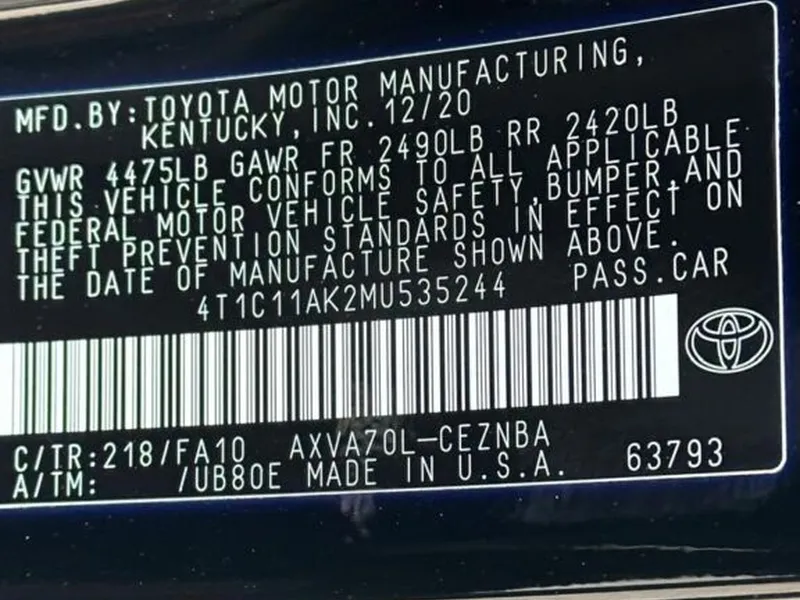 MFD.BY:TOYOTA MOTOR MANUFACTURING,
KENTUCKY,INC.12/20
GVWR 4475LB GAWR FR 2490LB RR 2420LB
THIS VEHICLE CONFORMS TO ALL APPLICABLE
FEDERAL MOTOR VEHICLE SAFETY,BUMPER,AND
THEFT PREVENTION STANDARDS IN EFFECT ON
THE DATE OF MANUFACTURE SHOWN ABOVE.
4T1C11AK2MU535244 PASS.CAR
C/TR:218/FA10 AXVA70L-CEZNBA
A/TM: /UB80E MADE IN U.S.A. 63793